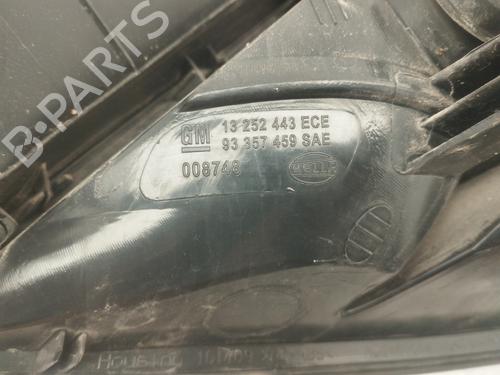 B-PARTS
GM 13 252 443 ECE
93 357 459 SAE
008748
HELLA